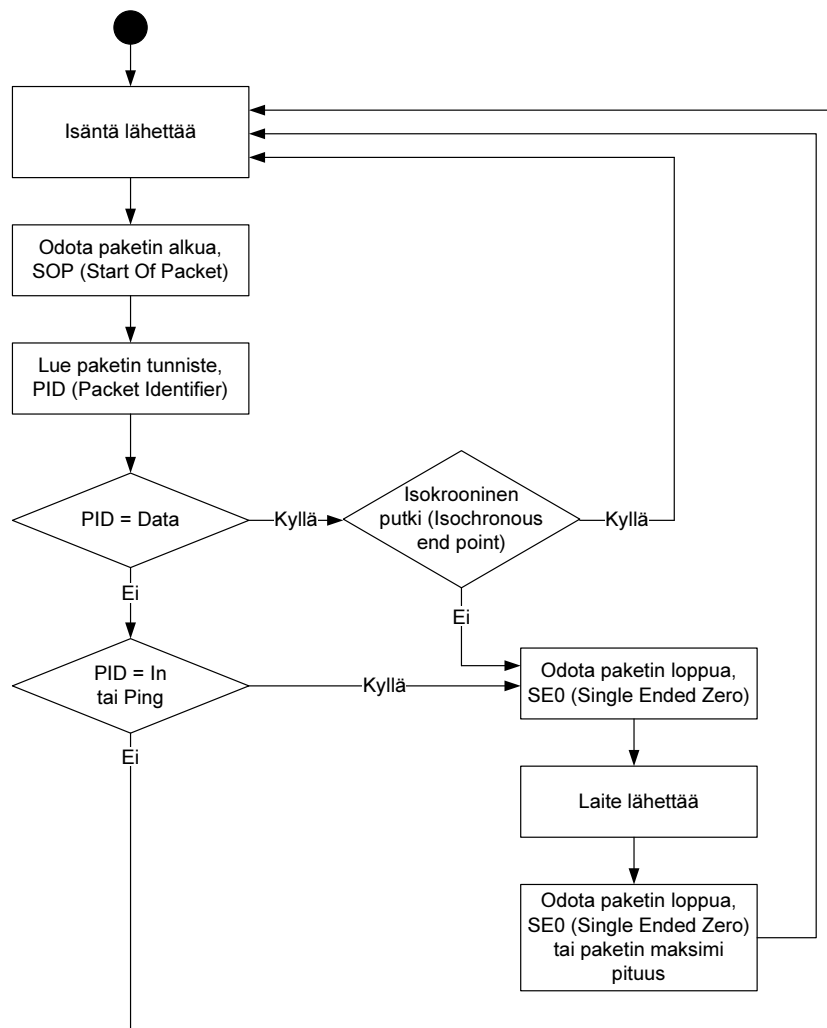 Isäntä lähettää
Odota paketin alkua,
SOP (Start Of Packet)
Lue paketin tunniste,
PID (Packet Identifier)
PID = Data
Kyllä
Isokrooninen
putki (Isochronous
end point)
Kyllä
Ei
Ei
PID = In
tai Ping
Kyllä
Odota paketin loppua,
SE0 (Single Ended Zero)
Ei
Laite lähettää
Odota paketin loppua,
SE0 (Single Ended Zero)
tai paketin maksimi
pituus